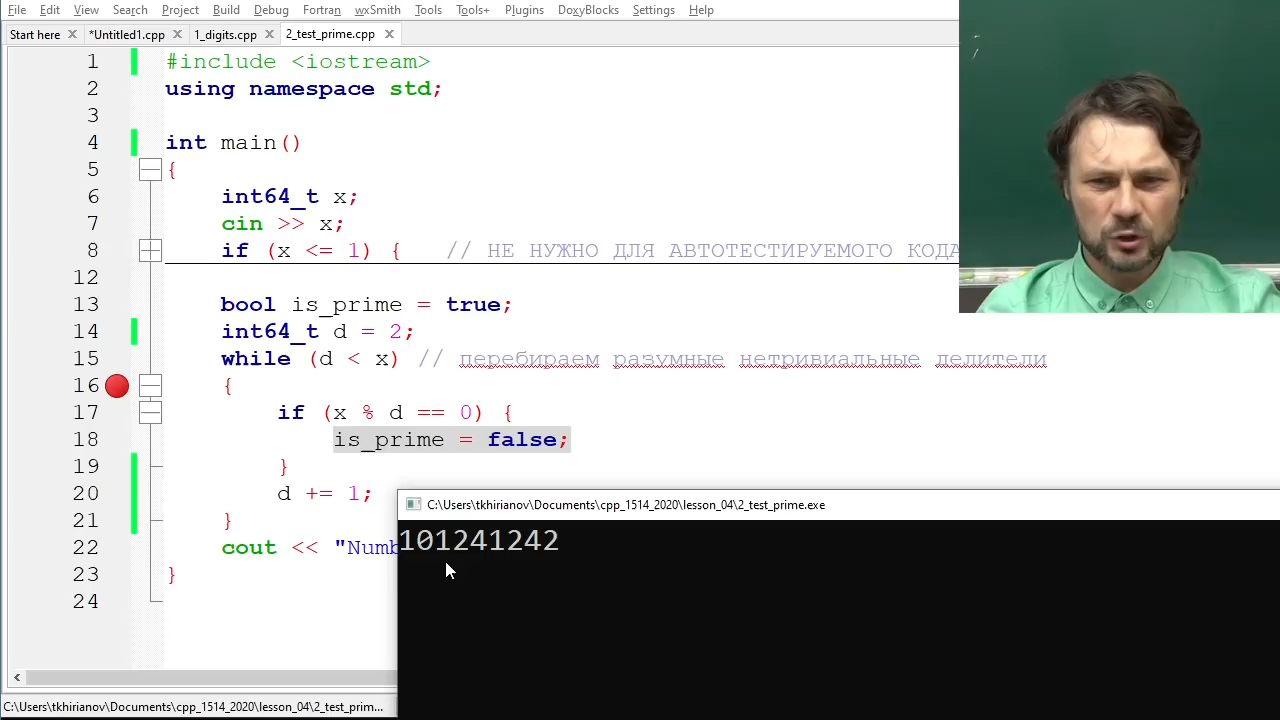 File Edit View Search Project Build Debug Fortran wxSmith Tools Tools+ Plugins DoxyBlocks Settings Help
Start here *Untitled1.cpp 1_digits.cpp 2_test_prime.cpp
1 #include <iostream>
2 using namespace std;
3
4 int main()
5 {
6 int64_t x;
7 cin >> x;
8 if (x <= 1) { // НЕ НУЖНО ДЛЯ АВТОТЕСТИРУЕМОГО КОДА
12
13 bool is_prime = true;
14 int64_t d = 2;
15 while (d < x) // перебираем разумные нетривиальные делители
16 {
17 if (x % d == 0) {
18 is_prime = false;
19 }
20 d += 1;
21 }
22 cout << "Numb
23 }
24
C:\Users\tkhirianov\Documents\cpp_1514_2020\lesson_04\2_test_prime.exe
101241242
C:\Users\tkhirianov\Documents\cpp_1514_2020\lesson_04\2_test_prim...